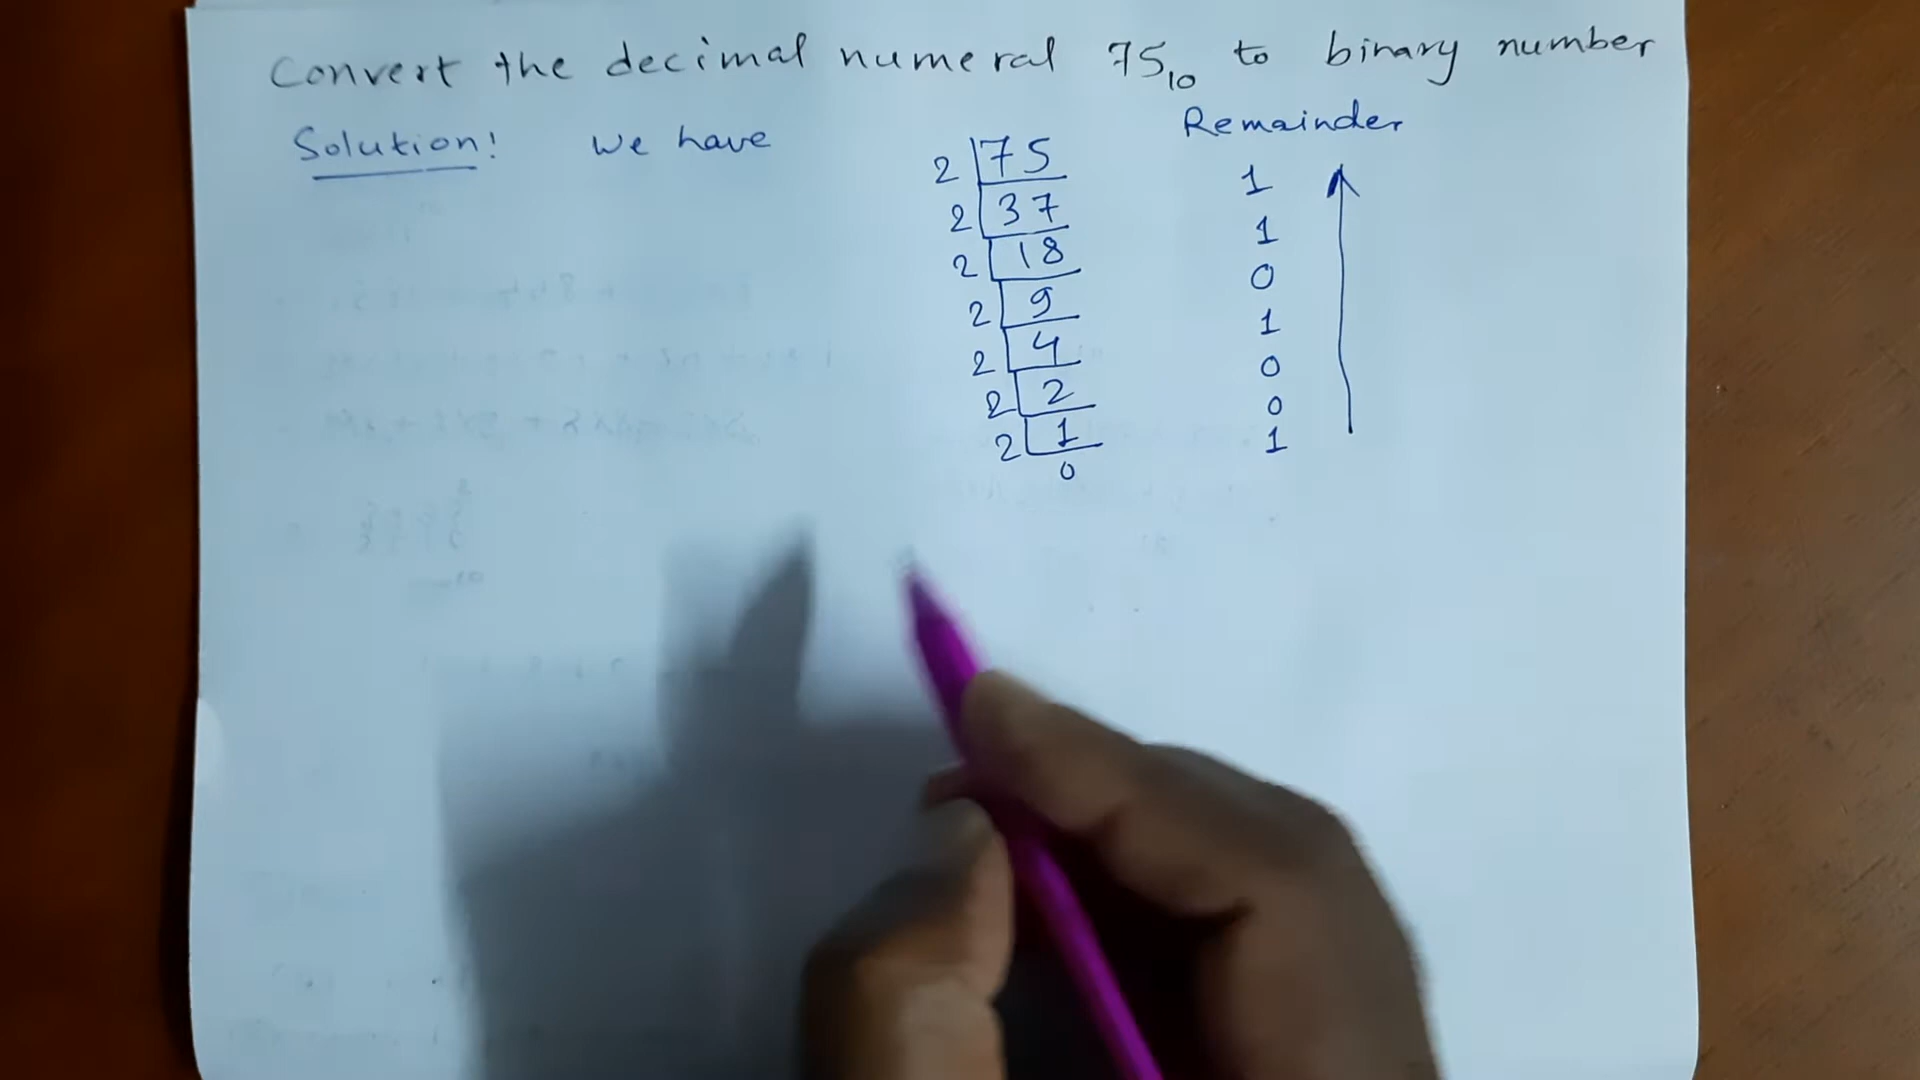 Convert the decimal numeral 75₁₀ to binary number
Solution! We have
Remainder
2 75 1
2 37 1
2 18 0
2 9 1
2 4 0
2 2 0
2 1 1
0